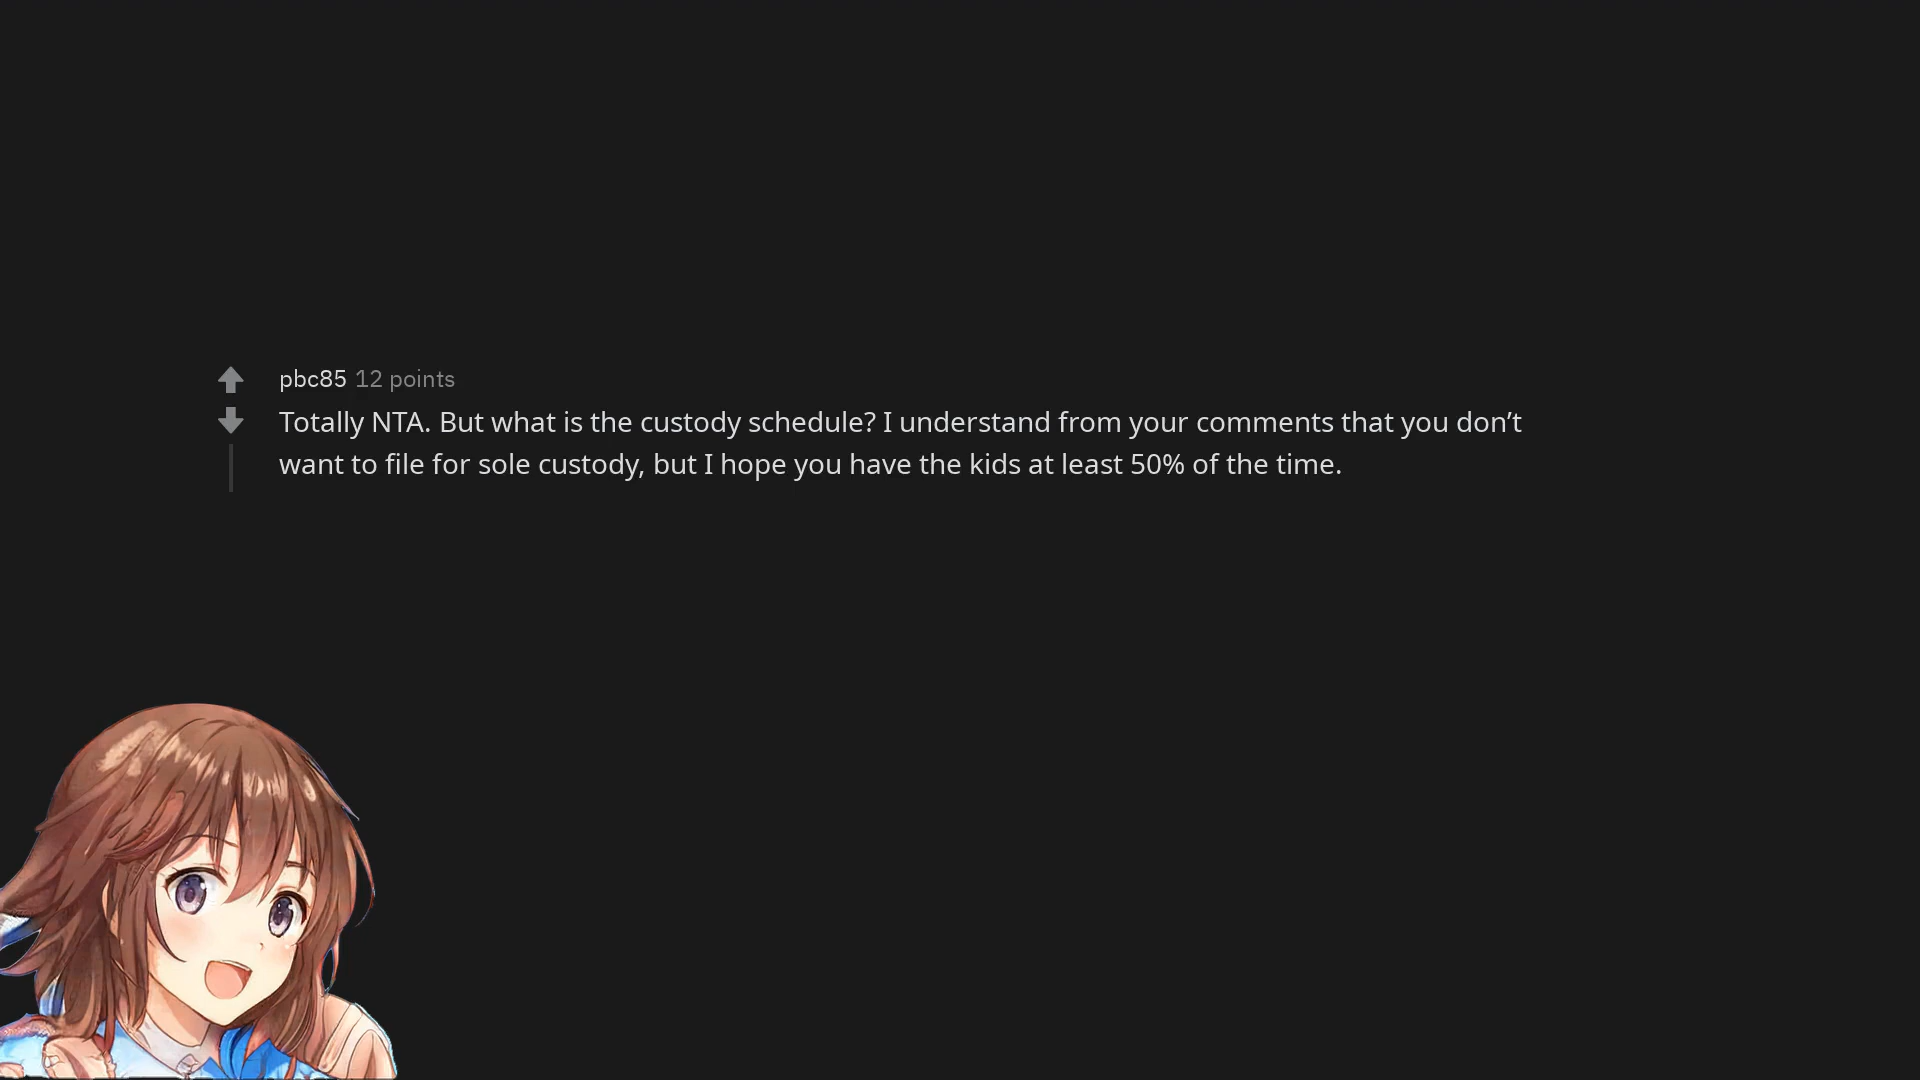 pbc85 12 points
Totally NTA. But what is the custody schedule? I understand from your comments that you don’t
want to file for sole custody, but I hope you have the kids at least 50% of the time.